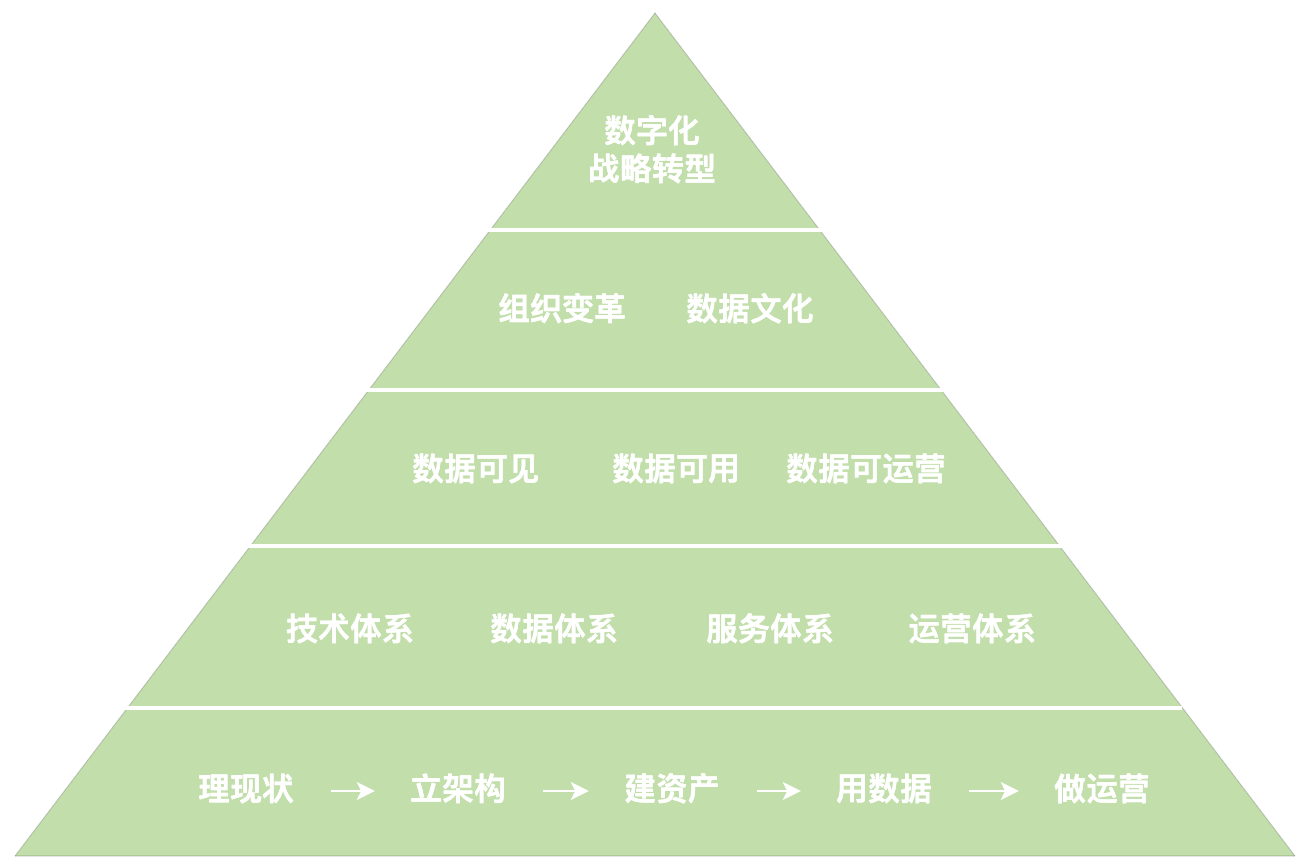 数字化
战略转型
组织变革 数据文化
数据可见 数据可用 数据可运营
技术体系 数据体系 服务体系 运营体系
理现状 → 立架构 → 建资产 → 用数据 → 做运营